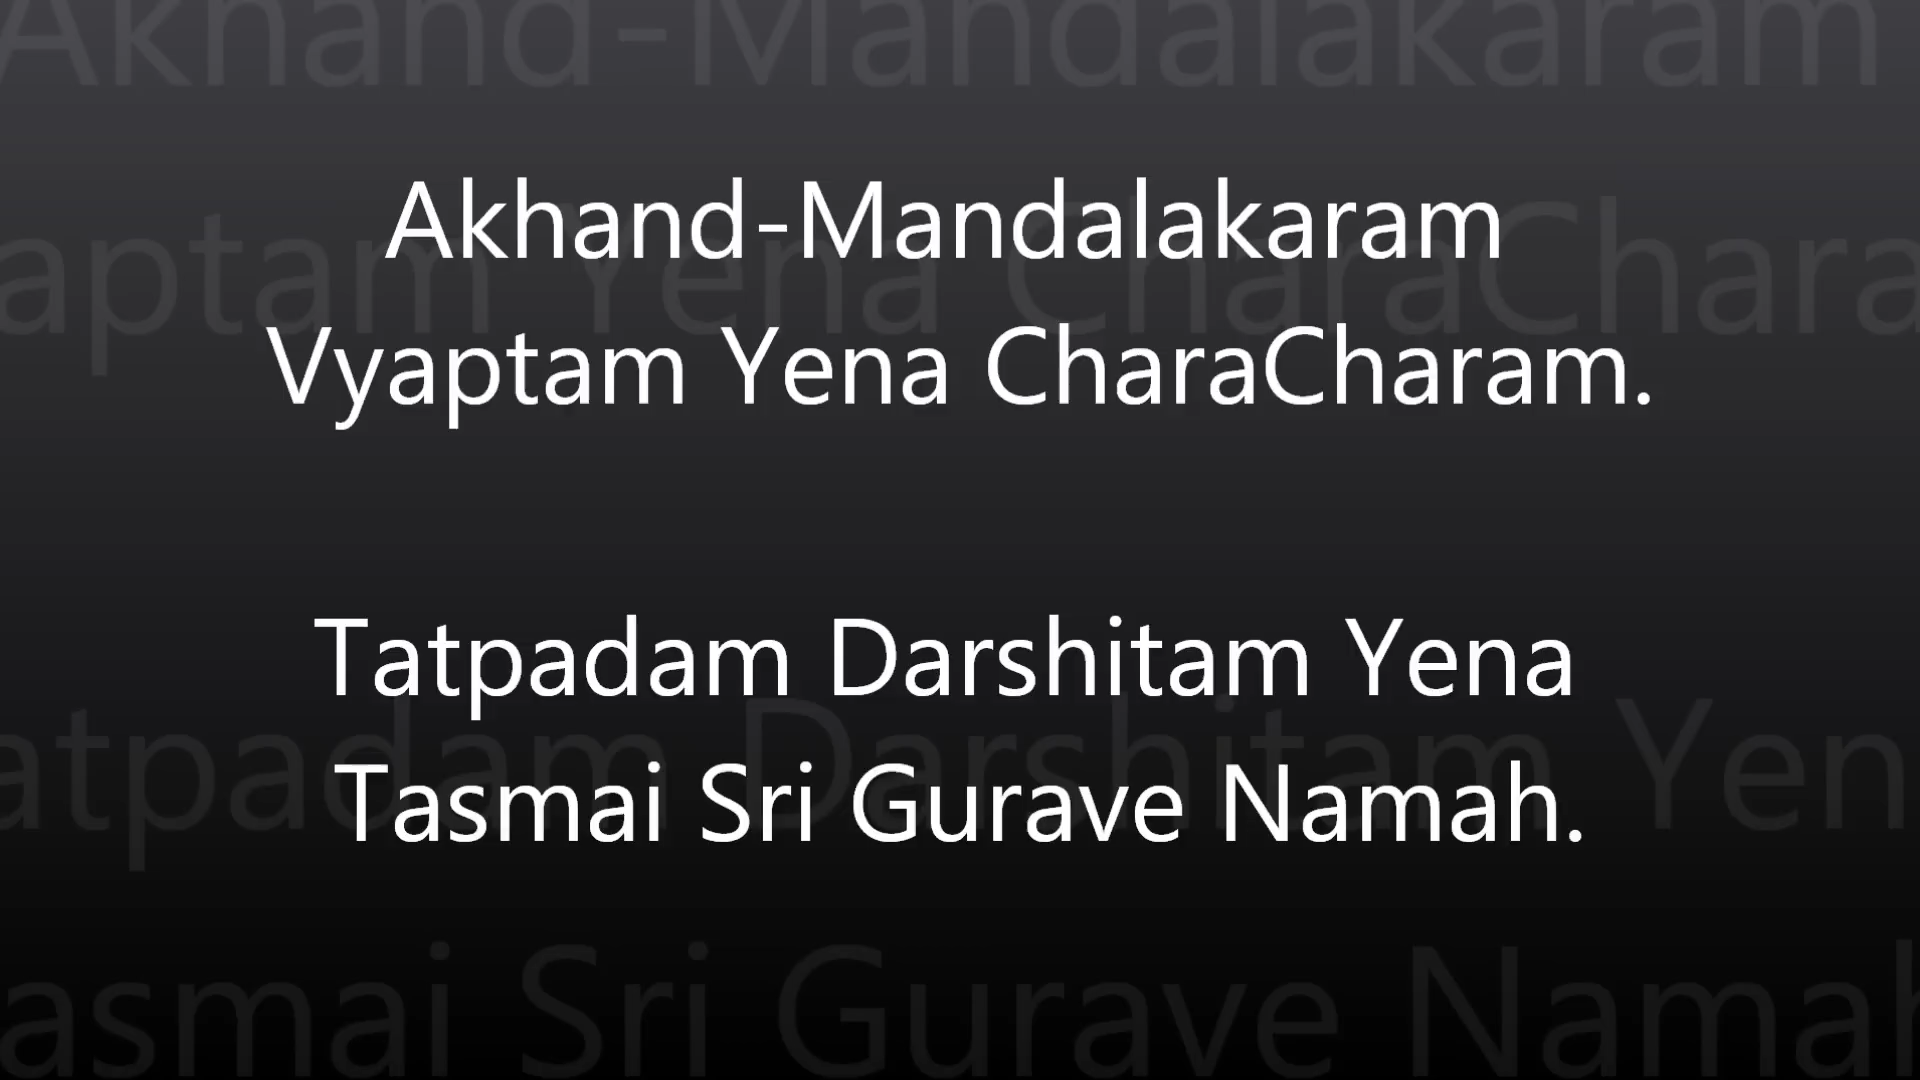 Akhand-Mandalakaram
Vyaptam Yena CharaCharam.
Tatpadam Darshitam Yena
Tasmai Sri Gurave Namah.